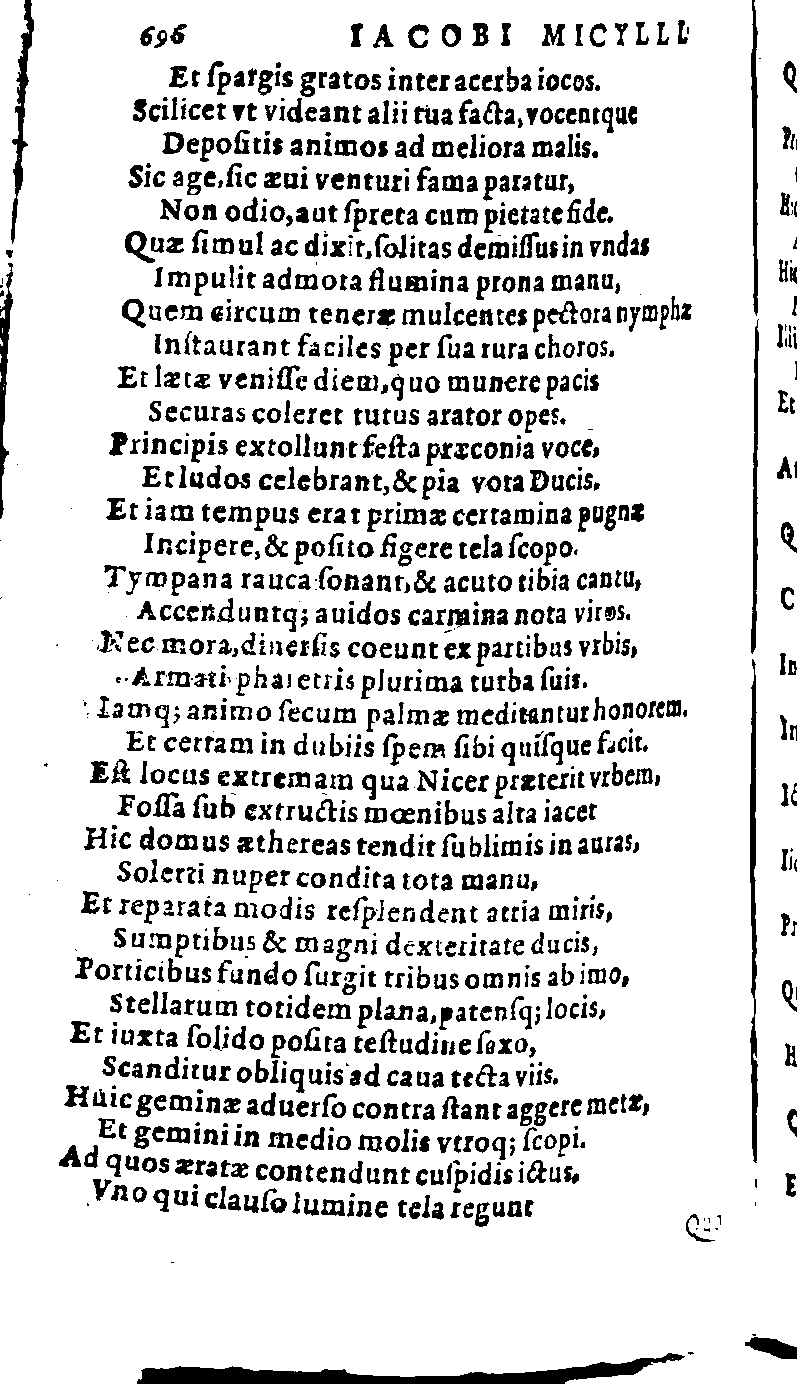 696 IACOBI MICYLLI
Et ſpargis gratos inter acerba iocos.
Scilicet vt videant alii tua facta, vocentque
Depoſitis animos ad meliora malis.
Sic age, ſic æui venturi fama paratur,
Non odio, aut ſpreta cum pietate fide.
Quæ ſimul ac dixit, ſolitas demiſſus in vndas
Impulit admota flumina prona manu,
Quem circum teneræ mulcentes pectora nymphæ
Inſtaurant faciles per ſua rura choros.
Et lætæ veniſſe diem, quo munere pacis
Securas coleret tutus arator opes.
Principis extollunt feſta præconia voce,
Et ludos celebrant, & pia vota Ducis.
Et iam tempus erat primæ certamina pugnæ
Incipere, & poſito figere tela ſcopo.
Tympana rauca ſonant, & acuto tibia cantu,
Accenduntq; auidos carmina nota viros.
Nec mora, diuerſis coeunt ex partibus vrbis,
Armati pharetris plurima turba ſuis.
Iamq; animo ſecum palmæ meditantur honorem.
Et certam in dubiis ſpem ſibi quiſque facit.
Eſt locus extremam qua Nicer præterit vrbem,
Foſſa ſub extructis mœnibus alta iacet
Hic domus æthereas tendit ſublimis in auras,
Solerti nuper condita tota manu,
Et reparata modis reſplendent atria miris,
Sumptibus & magni dexteritate ducis,
Porticibus fundo ſurgit tribus omnis ab imo,
Stellarum totidem plana, patenſq; locis,
Et iuxta ſolido poſita teſtudine ſaxo,
Scanditur obliquis ad caua tecta viis.
Huic geminæ aduerſo contra ſtant aggere metæ,
Et gemini in medio molis vtroq; ſcopi.
Ad quos æratæ contendunt cuſpidis ictus,
Vno qui clauſo lumine tela regunt